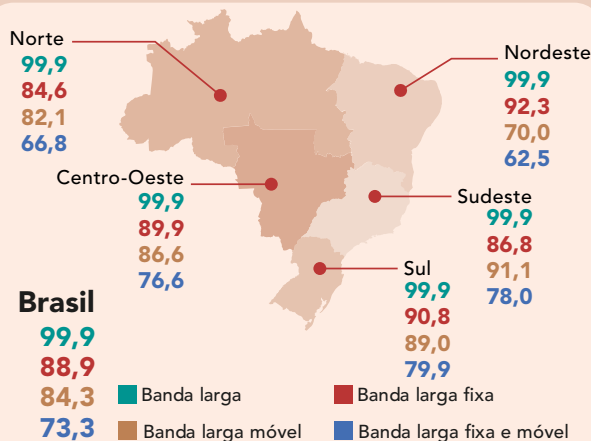 Norte
99,9
84,6
82,1
66,8
Nordeste
99,9
92,3
70,0
62,5
Centro-Oeste
99,9
89,9
86,6
76,6
Sudeste
99,9
86,8
91,1
78,0
Sul
99,9
90,8
89,0
79,9
Brasil
99,9
88,9
84,3
73,3
Banda larga
Banda larga fixa
Banda larga móvel
Banda larga fixa e móvel